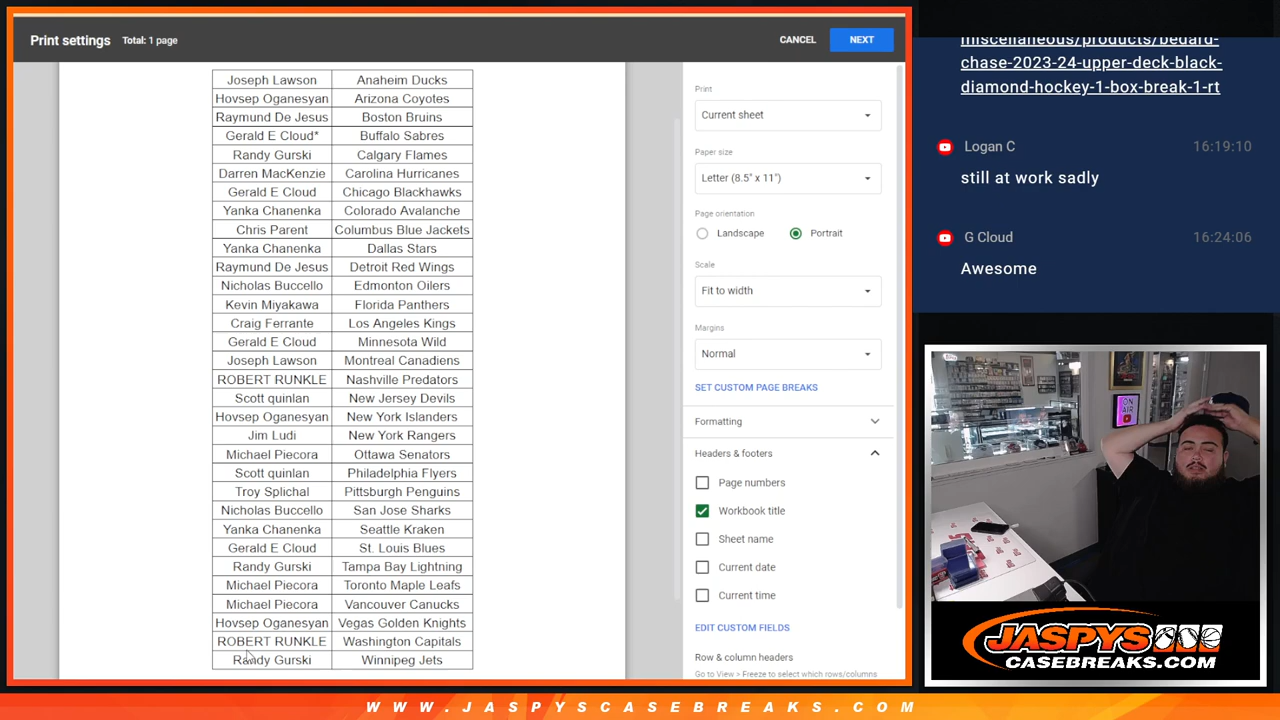 Print settings Total: 1 page CANCEL NEXT
Joseph Lawson Anaheim Ducks
Hovsep Oganesyan Arizona Coyotes
Raymund De Jesus Boston Bruins
Gerald E Cloud* Buffalo Sabres
Randy Gurski Calgary Flames
Darren MacKenzie Carolina Hurricanes
Gerald E Cloud Chicago Blackhawks
Yanka Chanenka Colorado Avalanche
Chris Parent Columbus Blue Jackets
Yanka Chanenka Dallas Stars
Raymund De Jesus Detroit Red Wings
Nicholas Buccello Edmonton Oilers
Kevin Miyakawa Florida Panthers
Craig Ferrante Los Angeles Kings
Gerald E Cloud Minnesota Wild
Joseph Lawson Montreal Canadiens
ROBERT RUNKLE Nashville Predators
Scott quinlan New Jersey Devils
Hovsep Oganesyan New York Islanders
Jim Ludi New York Rangers
Michael Piecora Ottawa Senators
Scott quinlan Philadelphia Flyers
Troy Splichal Pittsburgh Penguins
Nicholas Buccello San Jose Sharks
Yanka Chanenka Seattle Kraken
Gerald E Cloud St. Louis Blues
Randy Gurski Tampa Bay Lightning
Michael Piecora Toronto Maple Leafs
Michael Piecora Vancouver Canucks
Hovsep Oganesyan Vegas Golden Knights
ROBERT RUNKLE Washington Capitals
Randy Gurski Winnipeg Jets
Print
Current sheet
Paper size
Letter (8.5" x 11")
Page orientation
Landscape Portrait
Scale
Fit to width
Margins
Normal
SET CUSTOM PAGE BREAKS
Formatting
Headers & footers
Page numbers
Workbook title
Sheet name
Current date
Current time
EDIT CUSTOM FIELDS
Row & column headers
Go to View > Freeze to select which rows/columns
miscellaneous/products/bedard-
chase-2023-24-upper-deck-black-
diamond-hockey-1-box-break-1-rt
Logan C 16:19:10
still at work sadly
G Cloud 16:24:06
Awesome
ON
AIR
JASPYS
CASEBREAKS.COM
WWW.JASPYSCASEBREAKS.COM